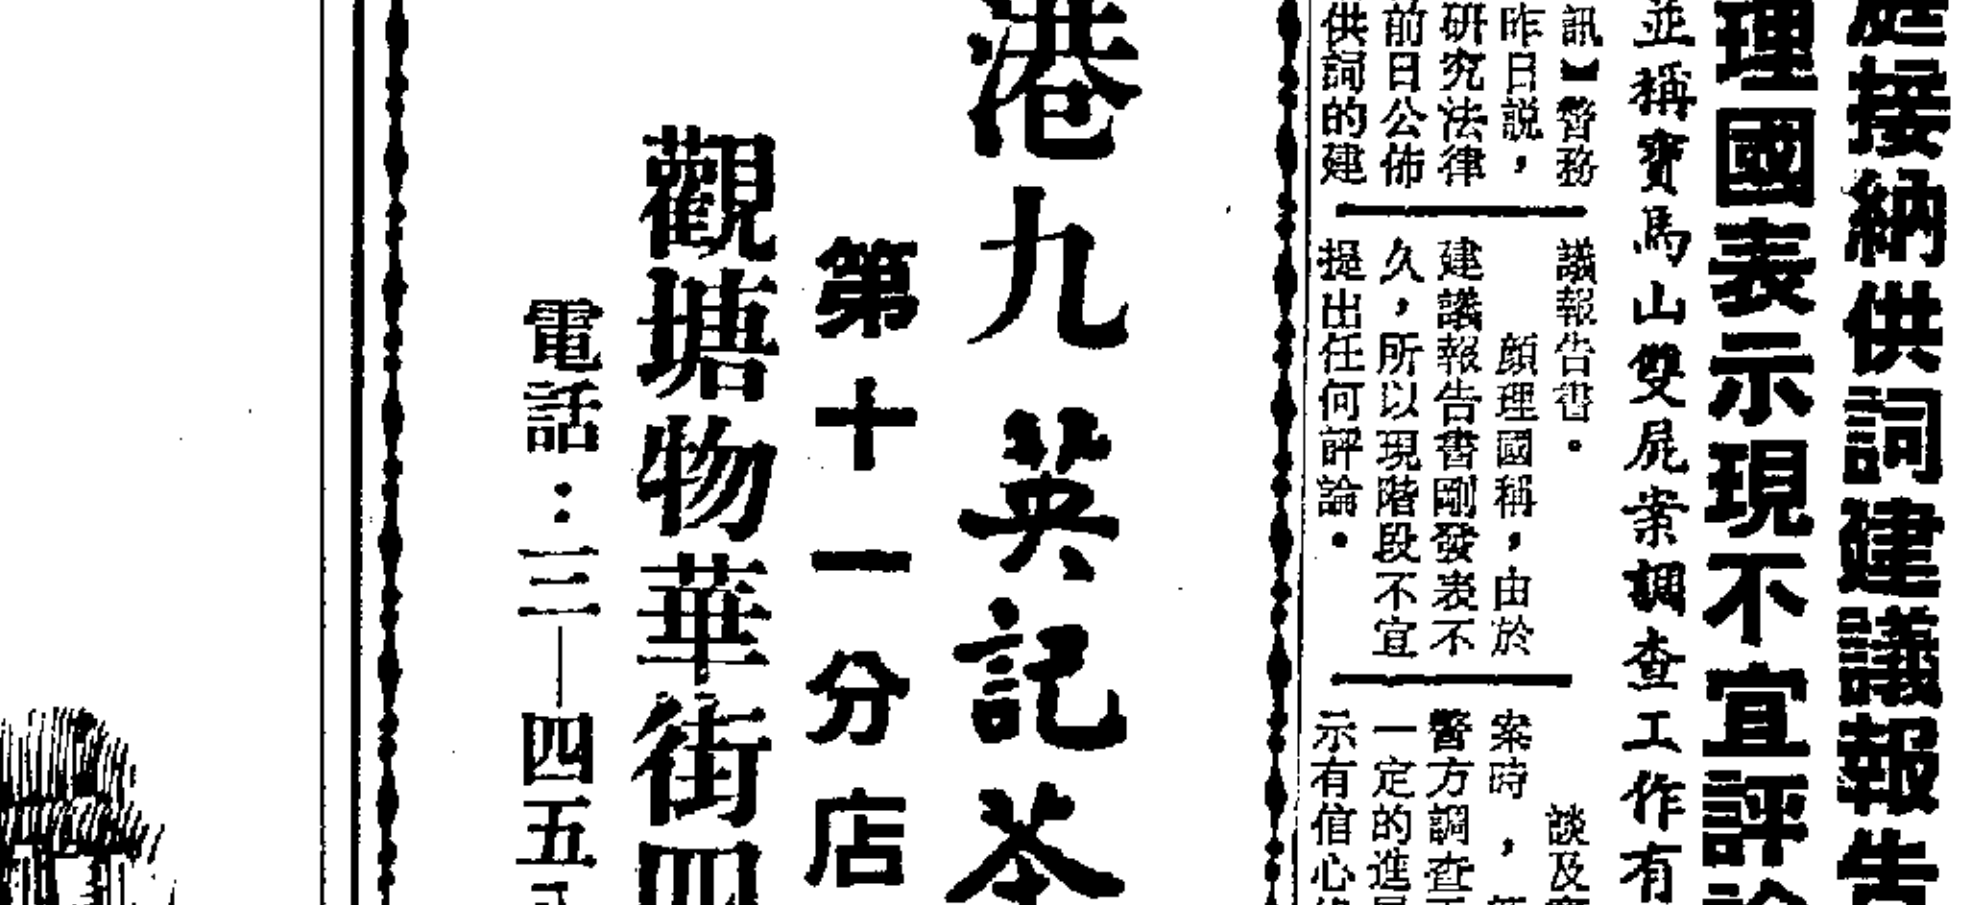 庭接納供詞建議報告
理國表示現不宜評論
並稱寶馬山雙屍案調查工作有
訊】警務
昨日說，
研究法律
前日公佈
供詞的建
議報告書。
顏理國稱，由於
建議報告書剛發表不
久，所以現階段不宜
提出任何評論。
談及
案時，
警方調查
一定的進
示有信心
港九英記茶
第十一分店
觀塘物華街四
電話：三—四五